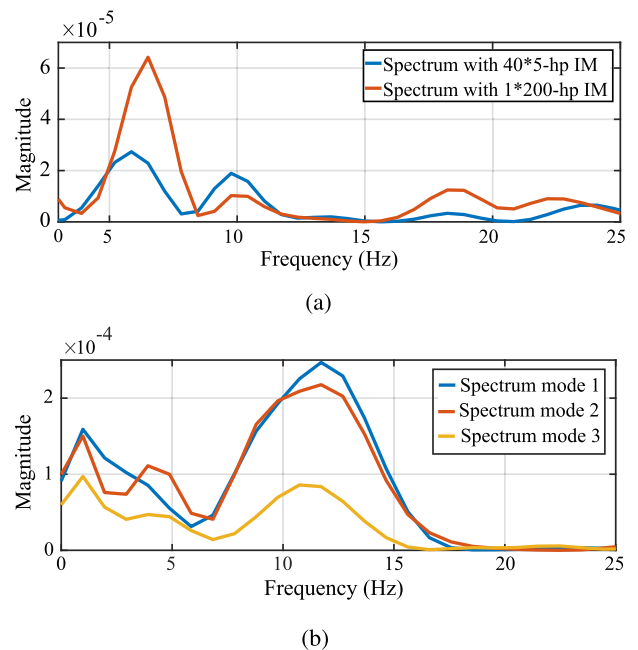 ×10-5
6
4
2
0
Magnitude
Spectrum with 40*5-hp IM
Spectrum with 1*200-hp IM
0 5 10 15 20 25
Frequency (Hz)
(a)
×10-4
2
1
0
Magnitude
Spectrum mode 1
Spectrum mode 2
Spectrum mode 3
0 5 10 15 20 25
Frequency (Hz)
(b)